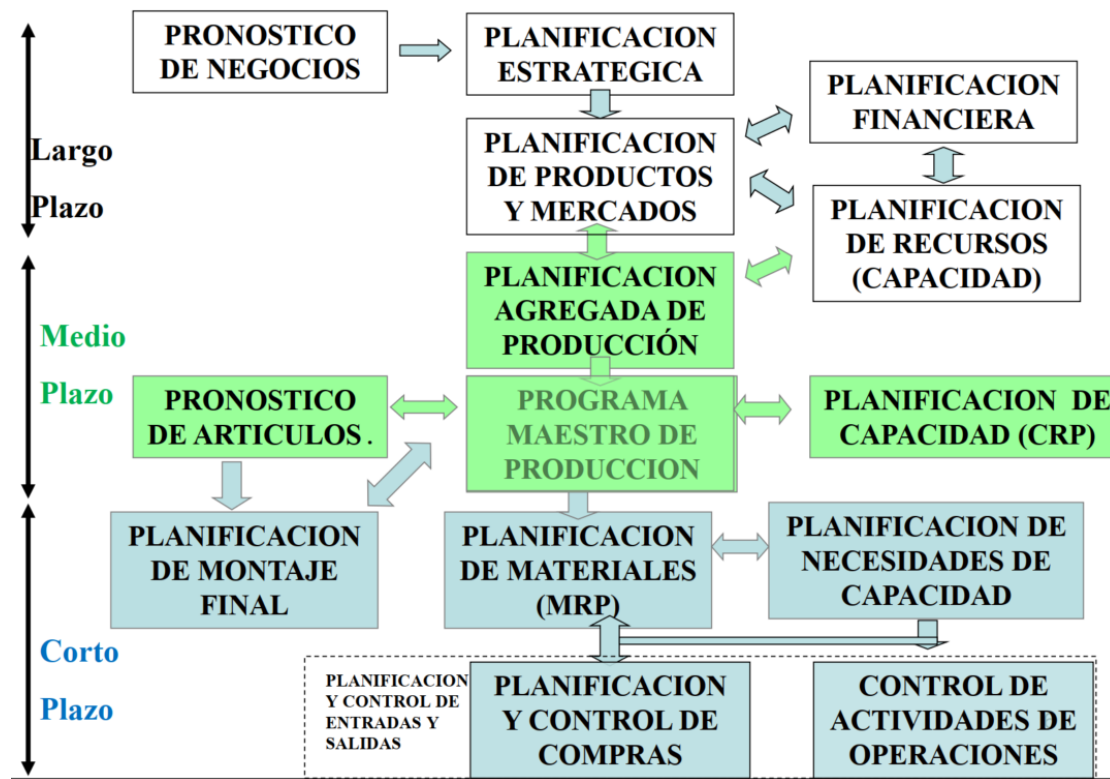 PRONOSTICO
DE NEGOCIOS
PLANIFICACION
ESTRATEGICA
PLANIFICACION
FINANCIERA
Largo
Plazo
PLANIFICACION
DE PRODUCTOS
Y MERCADOS
PLANIFICACION
DE RECURSOS
(CAPACIDAD)
Medio
Plazo
PLANIFICACION
AGREGADA DE
PRODUCCIÓN
PRONOSTICO
DE ARTICULOS.
PROGRAMA
MAESTRO DE
PRODUCCION
PLANIFICACION DE
CAPACIDAD (CRP)
Corto
Plazo
PLANIFICACION
DE MONTAJE
FINAL
PLANIFICACION
DE MATERIALES
(MRP)
PLANIFICACION DE
NECESIDADES DE
CAPACIDAD
PLANIFICACION
Y CONTROL DE
ENTRADAS Y
SALIDAS
PLANIFICACION
Y CONTROL DE
COMPRAS
CONTROL DE
ACTIVIDADES DE
OPERACIONES